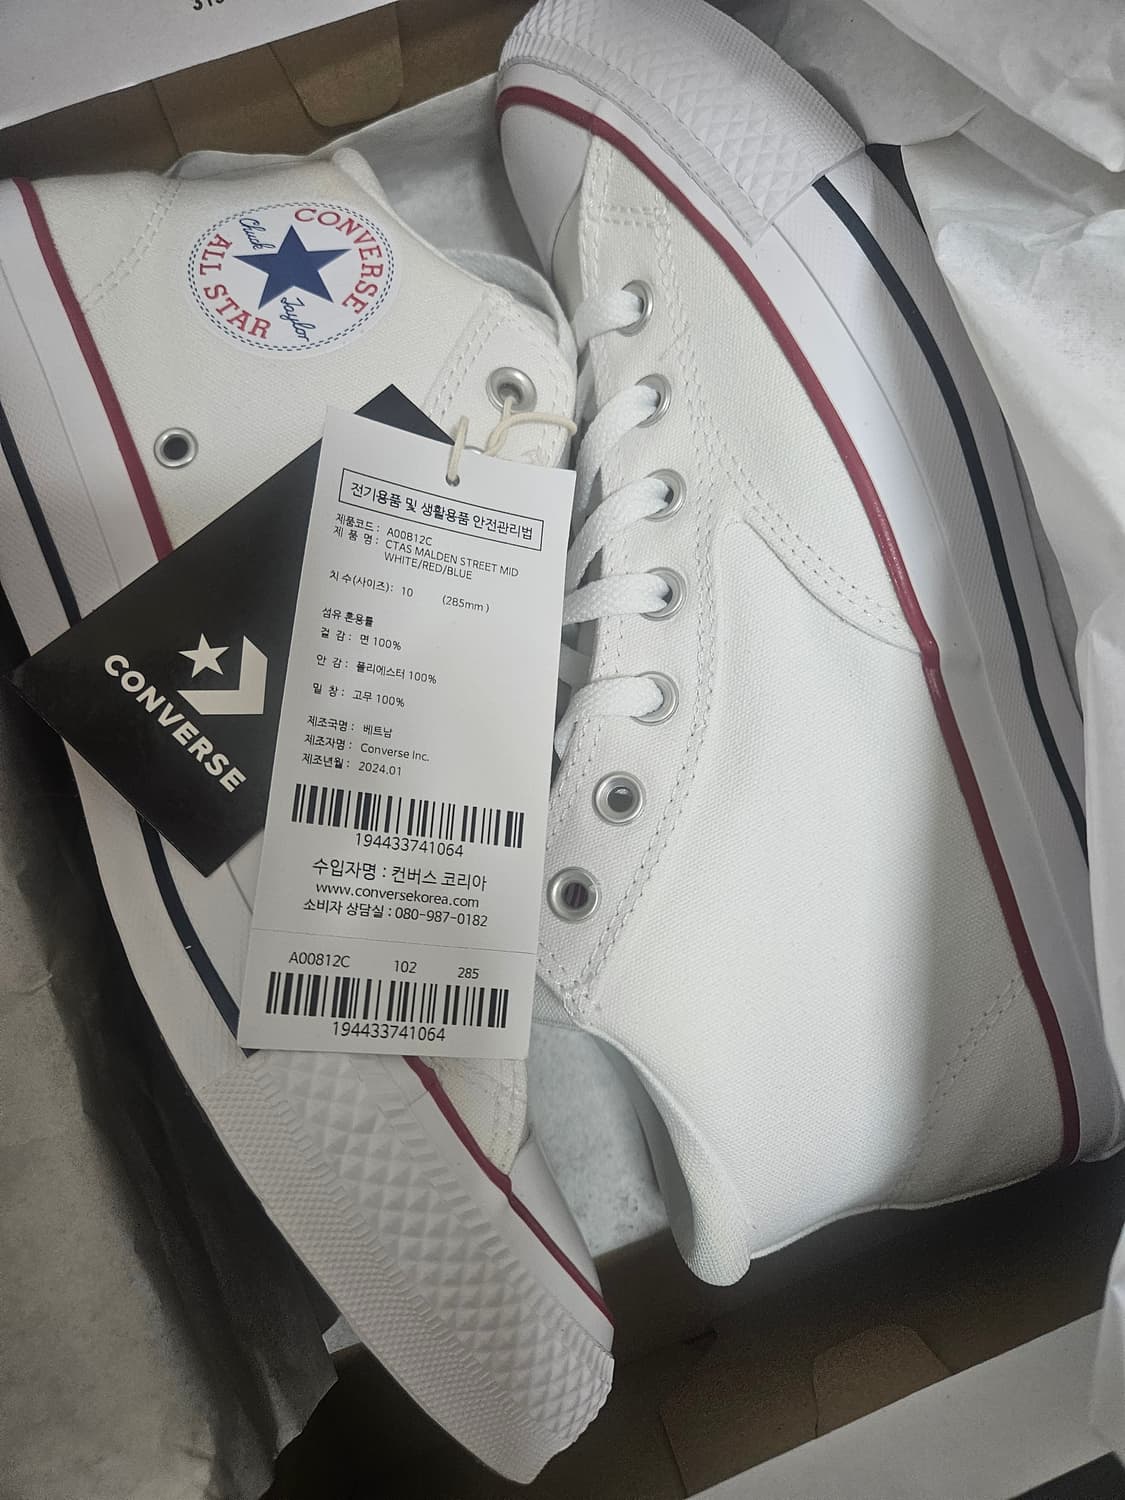 CONVERSE
Chuck
Taylor
ALL STAR
CONVERSE
전기용품 및 생활용품 안전관리법
제품코드 : A00812C
제 품 명 : CTAS MALDEN STREET MID
WHITE/RED/BLUE
치 수(사이즈) : 10 (285mm)
섬유 혼용률
겉 감 : 면 100%
안 감 : 폴리에스터 100%
밑 창 : 고무 100%
제조국명 : 베트남
제조자명 : Converse Inc.
제조년월 : 2024.01
194433741064
수입자명 : 컨버스 코리아
www.conversekorea.com
소비자 상담실 : 080-987-0182
A00812C 102 285
194433741064